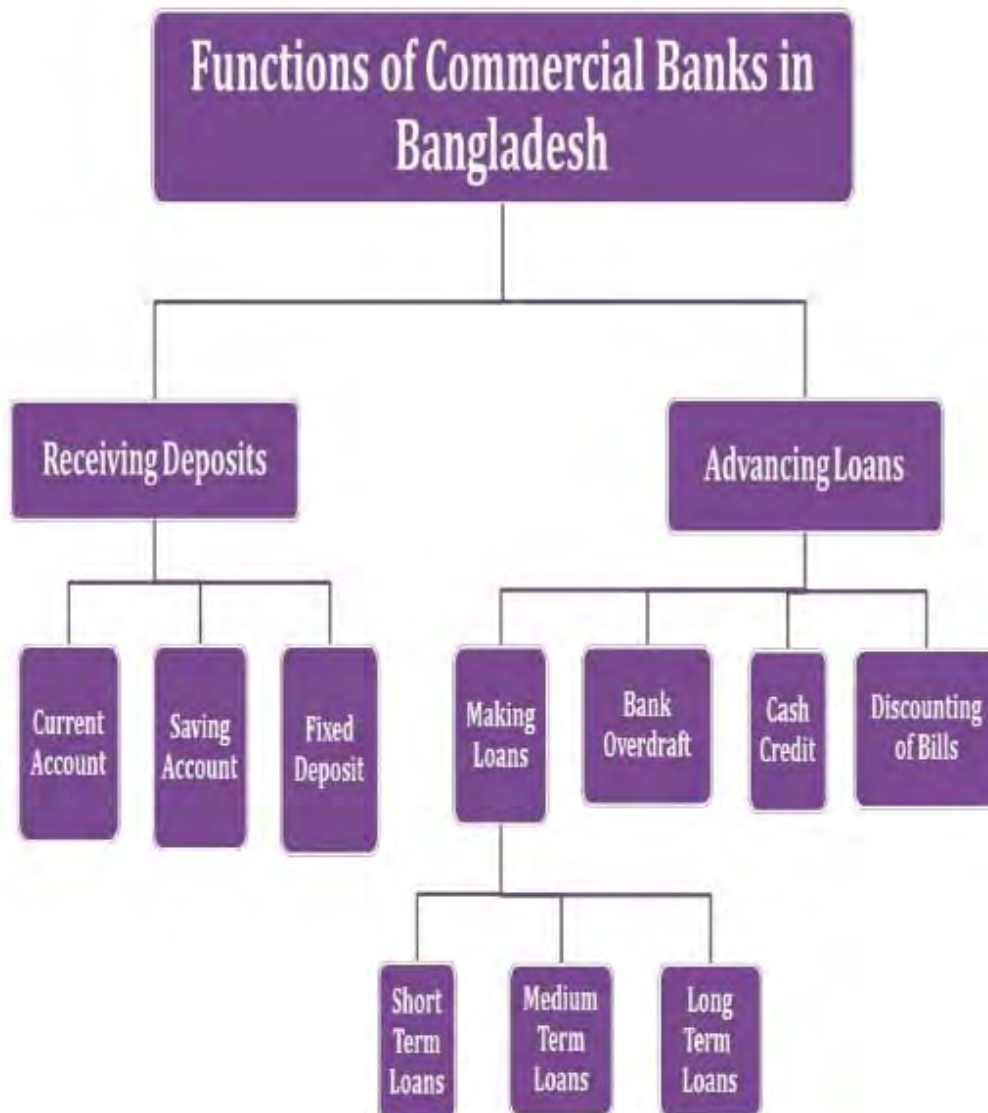 Functions of Commercial Banks in
Bangladesh
Receiving Deposits
Advancing Loans
Current
Account
Saving
Account
Fixed
Deposit
Making
Loans
Bank
Overdraft
Cash
Credit
Discounting
of Bills
Short
Term
Loans
Medium
Term
Loans
Long
Term
Loans